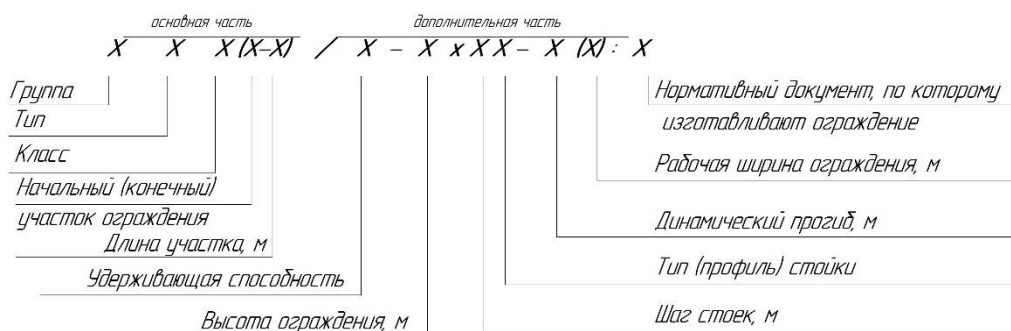 основная часть
дополнительная часть
X X X (X-X) / X - X x X X - X (X) : X
Группа
Тип
Класс
Начальный (конечный)
участок ограждения
Длина участка, м
Удерживающая способность
Высота ограждения, м
Нормативный документ, по которому
изготавливают ограждение
Рабочая ширина ограждения, м
Динамический прогиб, м
Тип (профиль) стойки
Шаг стоек, м